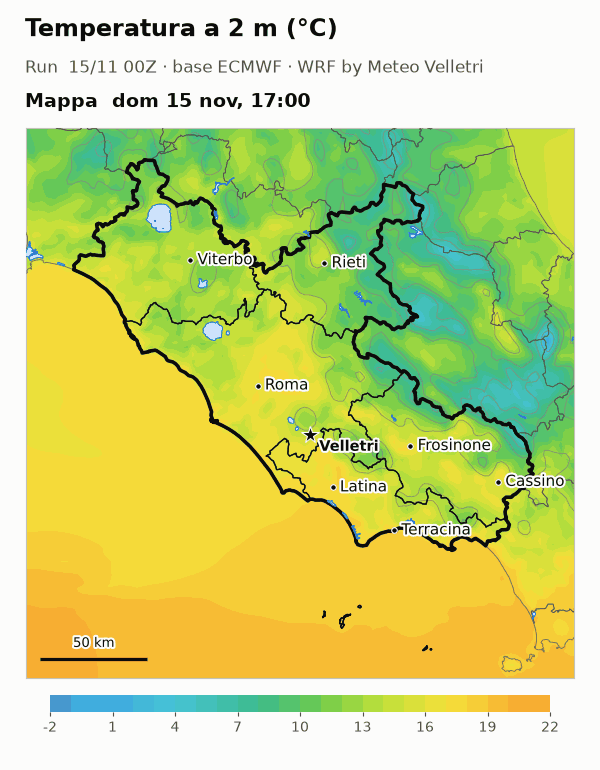 Temperatura a 2 m (°C)
Run  15/11 00Z · base ECMWF · WRF by Meteo Velletri
Mappa  dom 15 nov, 17:00
Viterbo
Rieti
Roma
Velletri
Frosinone
Cassino
Latina
Terracina
50 km
-2 1 4 7 10 13 16 19 22